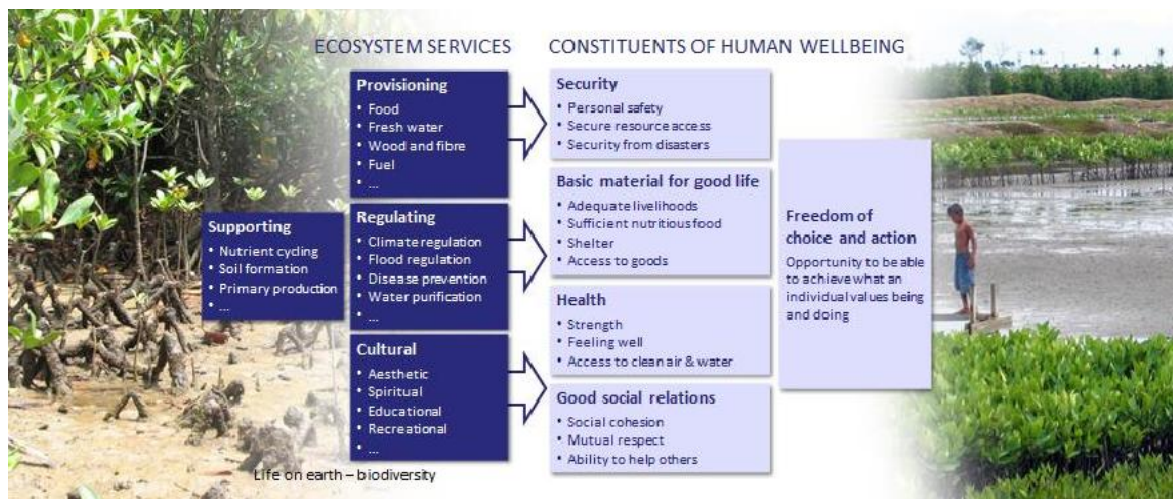 ECOSYSTEM SERVICES
CONSTITUENTS OF HUMAN WELLBEING
Supporting
• Nutrient cycling
• Soil formation
• Primary production
• ...
Provisioning
• Food
• Fresh water
• Wood and fibre
• Fuel
• ...
Regulating
• Climate regulation
• Flood regulation
• Disease prevention
• Water purification
• ...
Cultural
• Aesthetic
• Spiritual
• Educational
• Recreational
• ...
Security
• Personal safety
• Secure resource access
• Security from disasters
Basic material for good life
• Adequate livelihoods
• Sufficient nutritious food
• Shelter
• Access to goods
Health
• Strength
• Feeling well
• Access to clean air & water
Good social relations
• Social cohesion
• Mutual respect
• Ability to help others
Freedom of
choice and action
Opportunity to be able
to achieve what an
individual values being
and doing
Life on earth – biodiversity